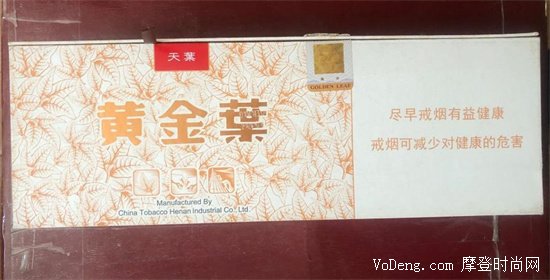 天葉
黄金葉
GOLDEN LEAF
Manufactured By
China Tobacco Henan Industrial Co., Ltd.
尽早戒烟有益健康
戒烟可减少对健康的危害
VoDeng.com 摩登时尚网